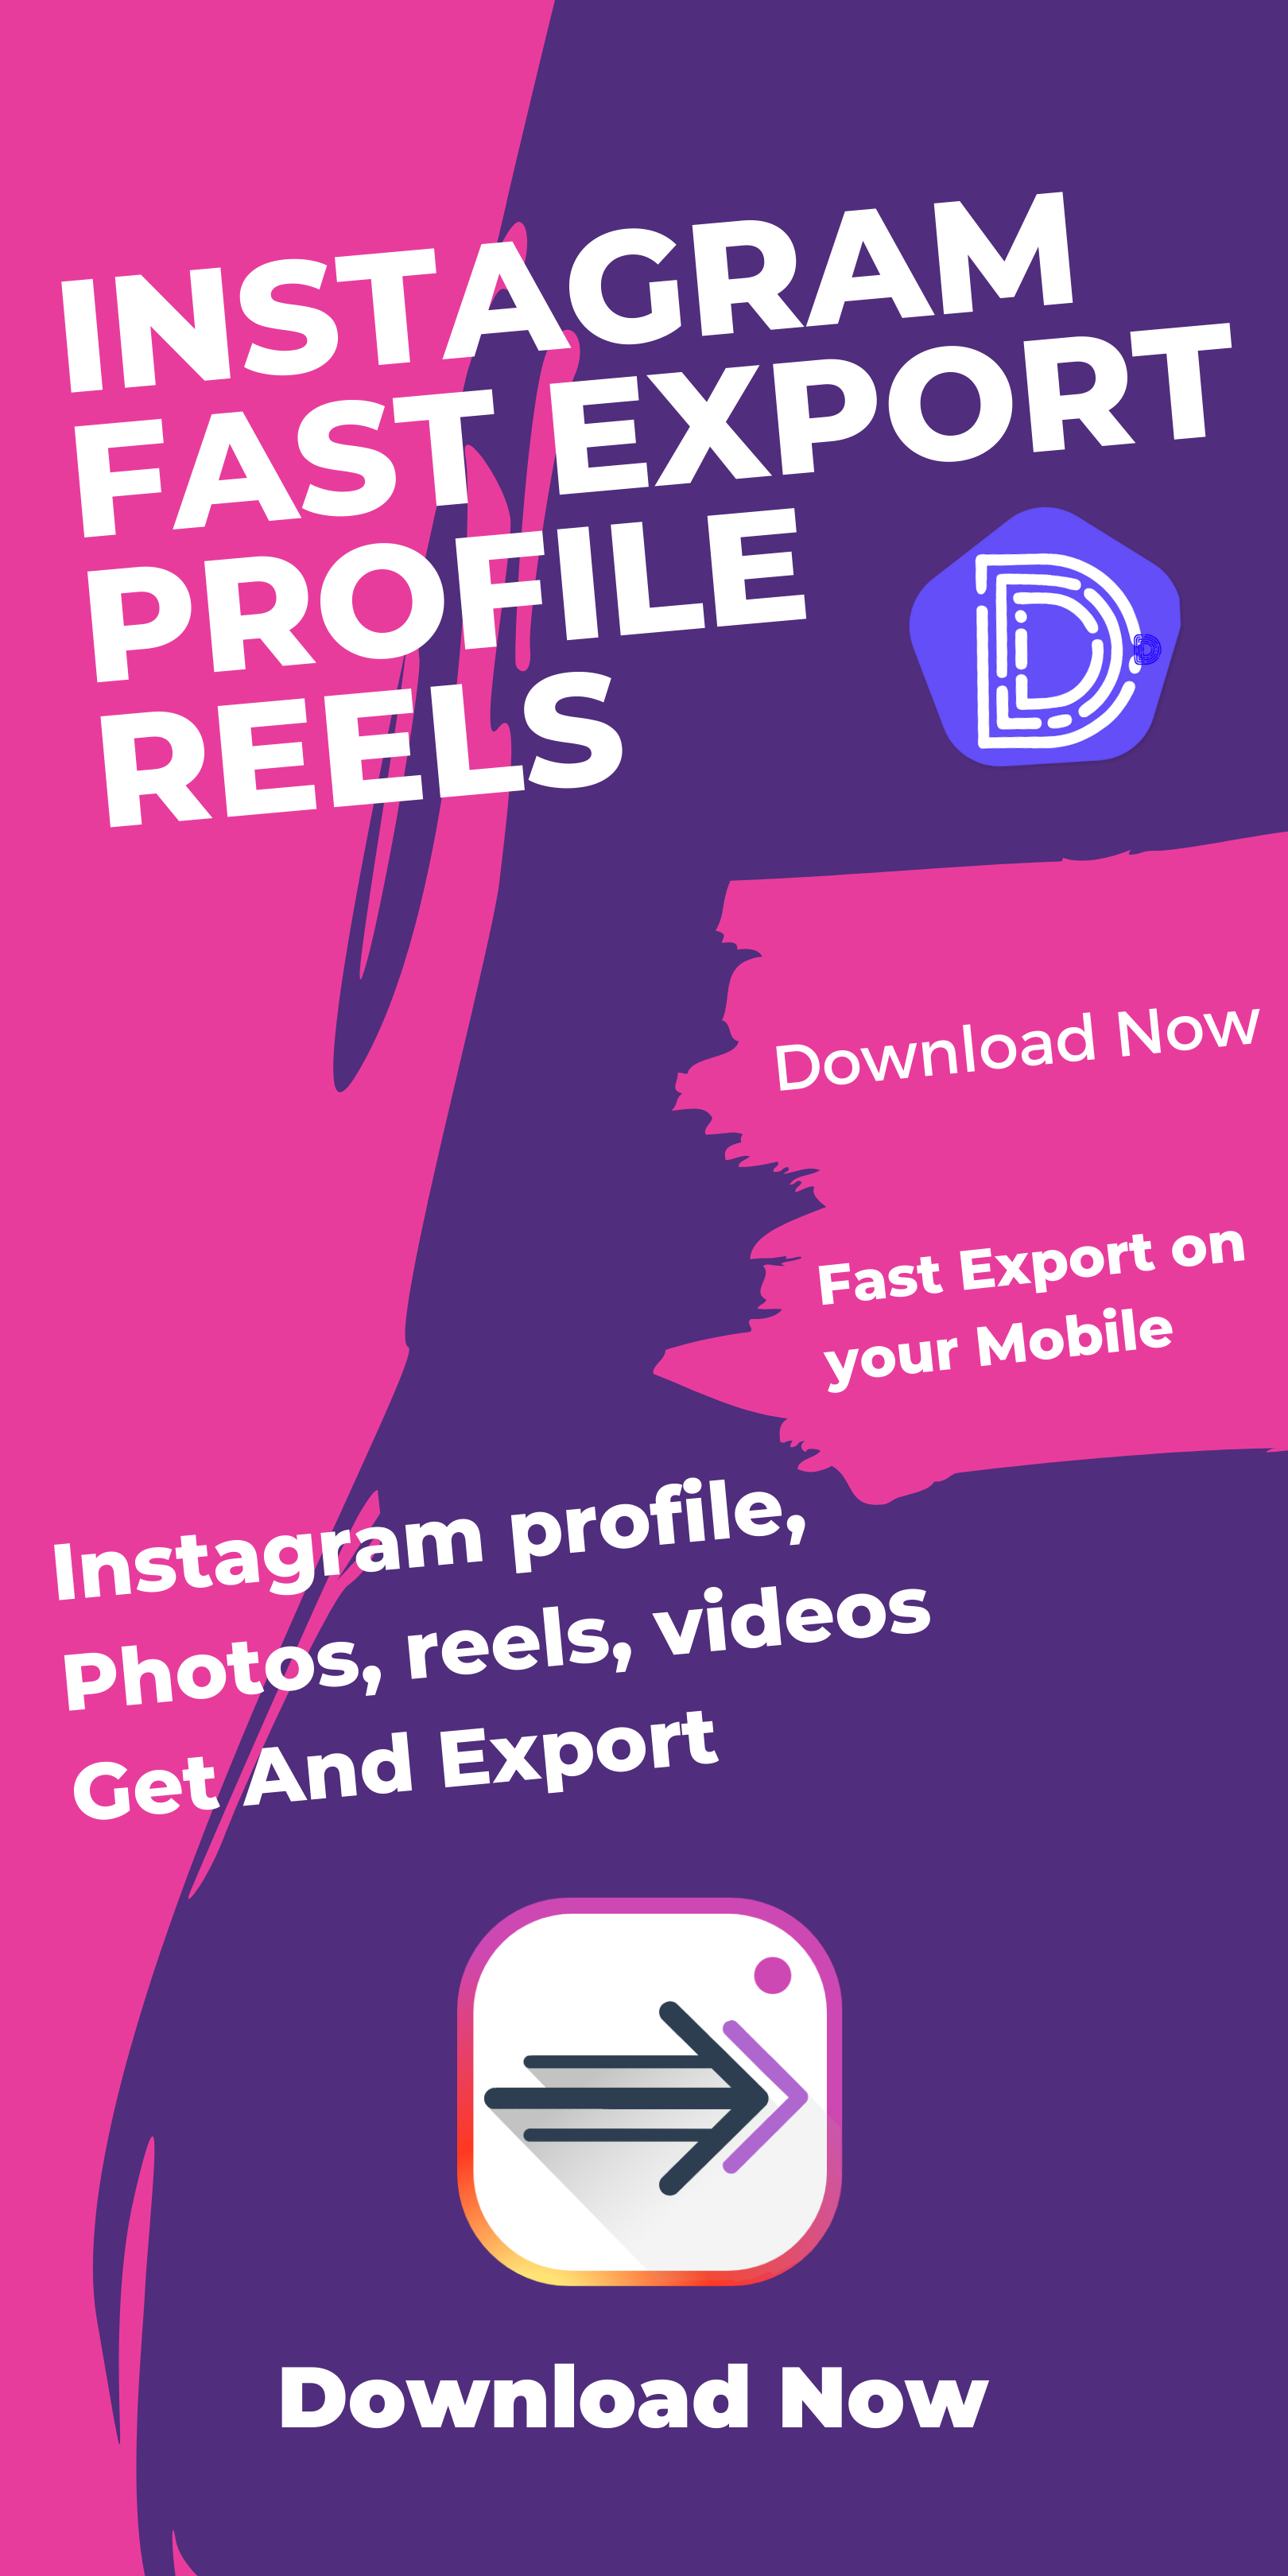 INSTAGRAM
FAST EXPORT
PROFILE
REELS
D
Download Now
Fast Export on
your Mobile
Instagram profile,
Photos, reels, videos
Get And Export
Download Now